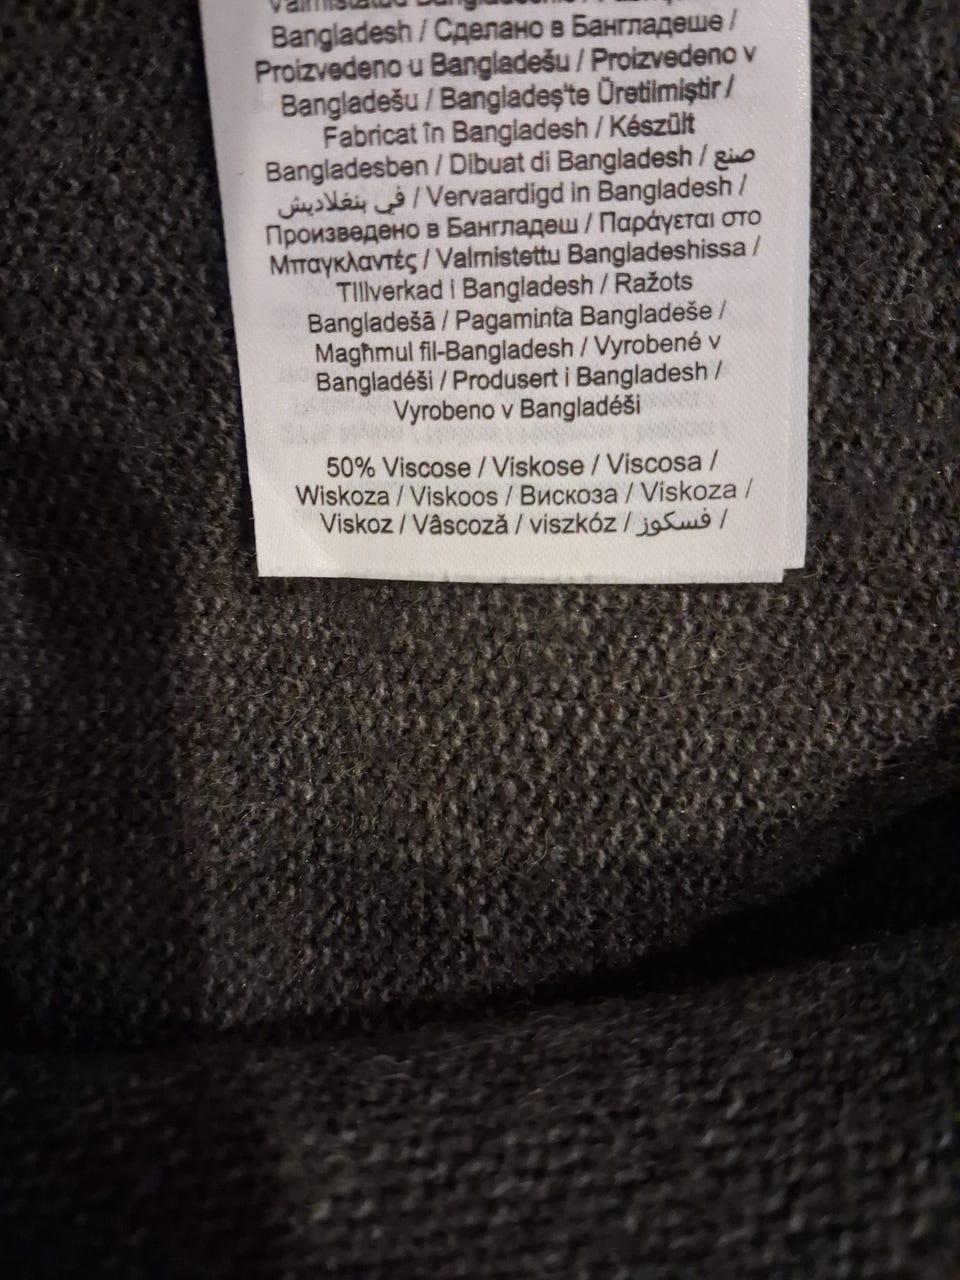 Bangladesh / Сделано в Бангладеше /
Proizvedeno u Bangladešu / Proizvedeno v
Bangladešu / Bangladeş'te Üretilmiştir /
Fabricat în Bangladesh / Készült
Bangladesben / Dibuat di Bangladesh / صنع
في بنغلاديش / Vervaardigd in Bangladesh /
Произведено в Бангладеш / Παράγεται στο
Μπαγκλαντές / Valmistettu Bangladeshissa /
TIllverkad i Bangladesh / Ražots
Bangladešā / Pagaminta Bangladeše /
Magħmul fil-Bangladesh / Vyrobené v
Bangladéši / Produsert i Bangladesh /
Vyrobeno v Bangladéši
50% Viscose / Viskose / Viscosa /
Wiskoza / Viskoos / Вискоза / Viskoza /
Viskoz / Vâscoză / viszkóz / فسكوز /